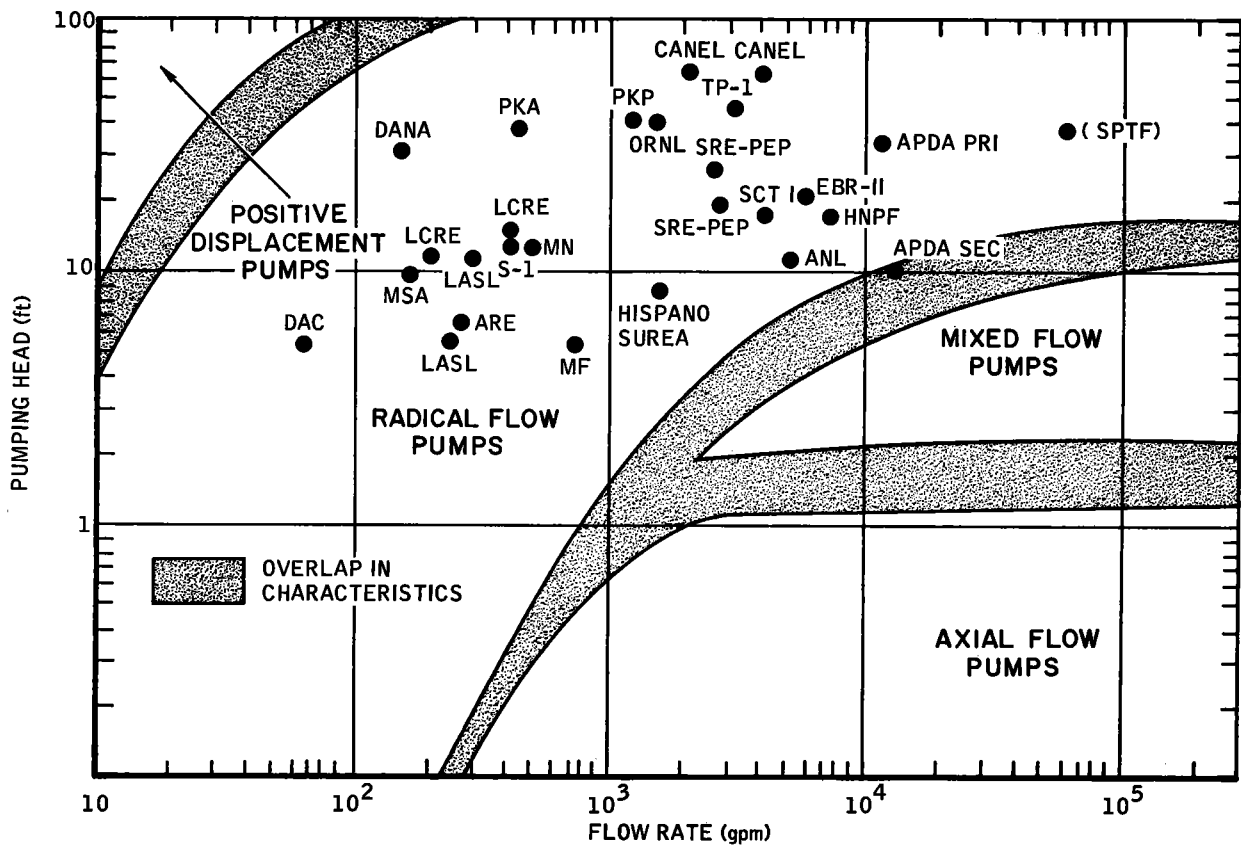 100
CANEL CANEL
TP-1
PKP
PKA
ORNL
DANA
SRE-PEP
APDA PRI
(SPTF)
SCT I
EBR-II
SRE-PEP
HNPF
POSITIVE
DISPLACEMENT
PUMPS
LCRE
LCRE
MN
S-1
LASL
MSA
ANL
APDA SEC
10
DAC
ARE
LASL
MF
HISPANO
SUREA
MIXED FLOW
PUMPS
RADICAL FLOW
PUMPS
PUMPING HEAD (ft)
1
OVERLAP IN
CHARACTERISTICS
AXIAL FLOW
PUMPS
10
10²
10³
10⁴
10⁵
FLOW RATE (gpm)